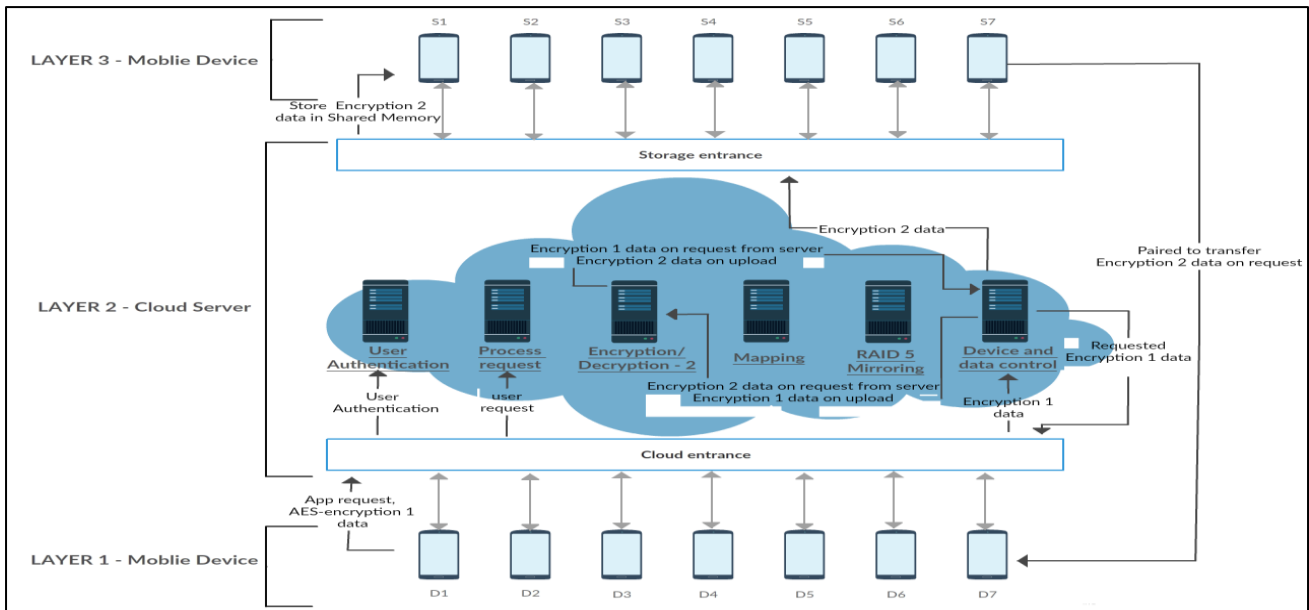 S1 S2 S3 S4 S5 S6 S7
LAYER 3 - Moblie Device
Store Encryption 2
data in Shared Memory
Storage entrance
Encryption 2 data
Encryption 1 data on request from server
Encryption 2 data on upload
Paired to transfer
Encryption 2 data on request
LAYER 2 - Cloud Server
User
Authentication
Process
request
Encryption/
Decryption - 2
Mapping
RAID 5
Mirroring
Device and
data control
Requested
Encryption 1 data
Encryption 2 data on request from server
Encryption 1 data on upload
User
Authentication
user
request
Encryption 1
data
Cloud entrance
App request,
AES-encryption 1
data
LAYER 1 - Moblie Device
D1 D2 D3 D4 D5 D6 D7